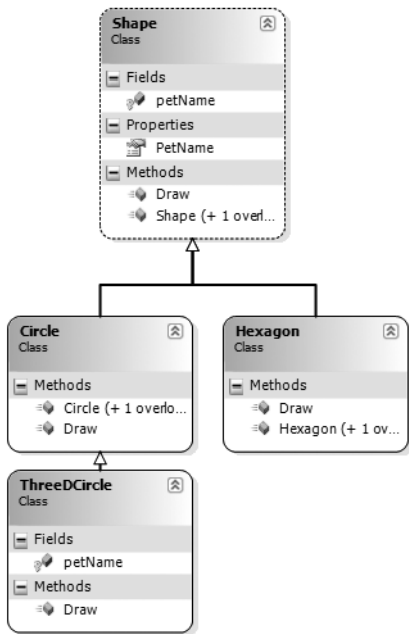 Shape
Class
Fields
petName
Properties
PetName
Methods
Draw
Shape (+ 1 overl...
Circle
Class
Methods
Circle (+ 1 overlo...
Draw
Hexagon
Class
Methods
Draw
Hexagon (+ 1 ov...
ThreeDCircle
Class
Fields
petName
Methods
Draw